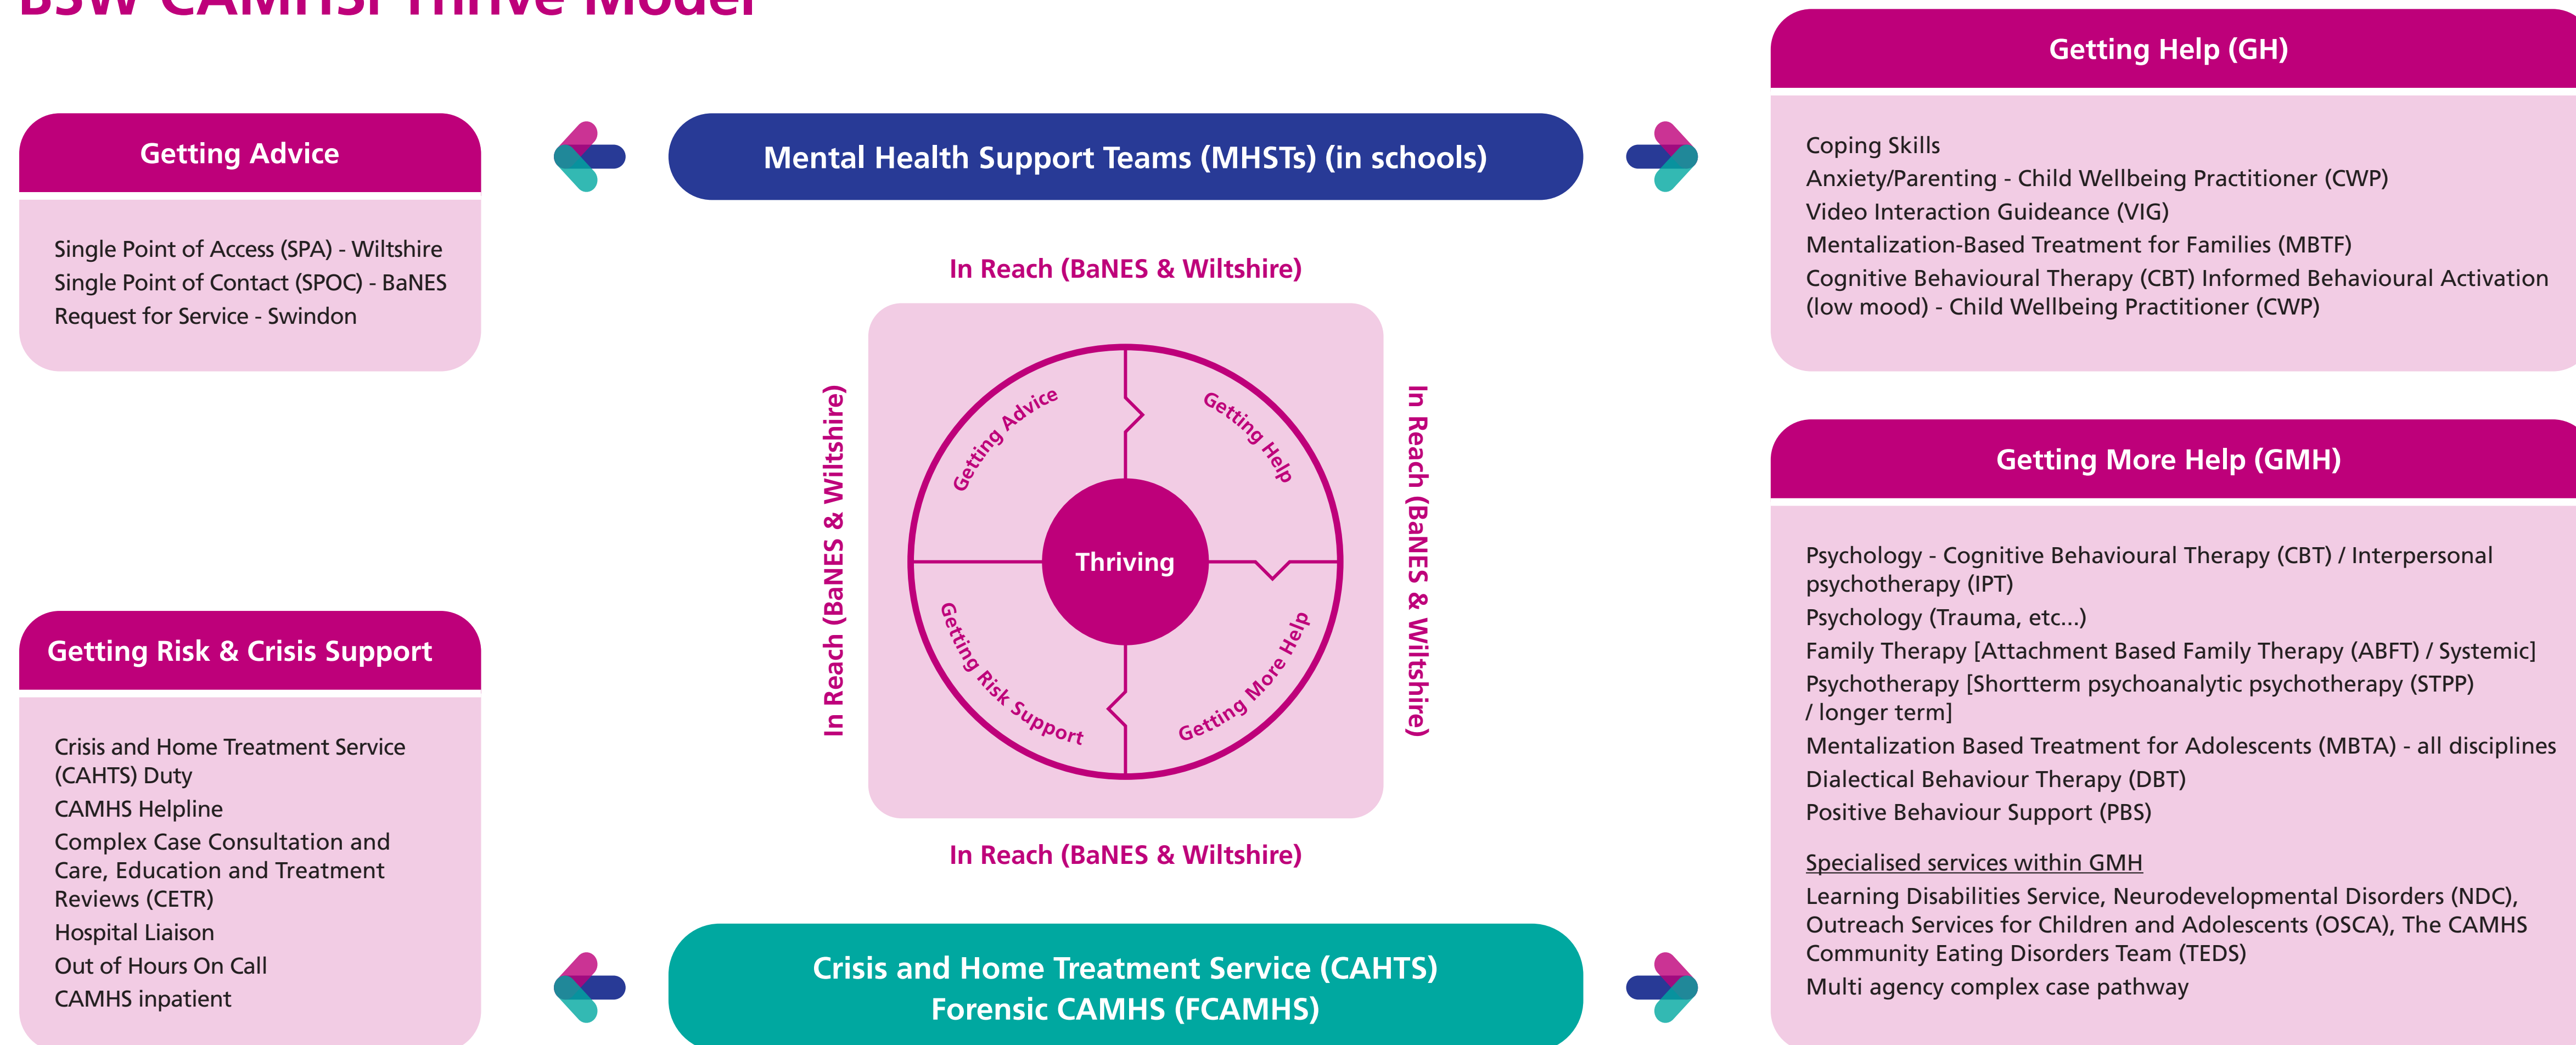 BSW CAMHSI Thrive Model
Getting Advice
Single Point of Access (SPA) - Wiltshire
Single Point of Contact (SPOC) - BaNES
Request for Service - Swindon
Mental Health Support Teams (MHSTs) (in schools)
Getting Help (GH)
Coping Skills
Anxiety/Parenting - Child Wellbeing Practitioner (CWP)
Video Interaction Guideance (VIG)
Mentalization-Based Treatment for Families (MBTF)
Cognitive Behavioural Therapy (CBT) Informed Behavioural Activation
(low mood) - Child Wellbeing Practitioner (CWP)
In Reach (BaNES & Wiltshire)
In Reach (BaNES & Wiltshire)
Getting Advice
Getting Help
Thriving
Getting Risk Support
Getting More Help
In Reach (BaNES & Wiltshire)
In Reach (BaNES & Wiltshire)
Getting Risk & Crisis Support
Crisis and Home Treatment Service
(CAHTS) Duty
CAMHS Helpline
Complex Case Consultation and
Care, Education and Treatment
Reviews (CETR)
Hospital Liaison
Out of Hours On Call
CAMHS inpatient
Crisis and Home Treatment Service (CAHTS)
Forensic CAMHS (FCAMHS)
Getting More Help (GMH)
Psychology - Cognitive Behavioural Therapy (CBT) / Interpersonal
psychotherapy (IPT)
Psychology (Trauma, etc...)
Family Therapy [Attachment Based Family Therapy (ABFT) / Systemic]
Psychotherapy [Shortterm psychoanalytic psychotherapy (STPP)
/ longer term]
Mentalization Based Treatment for Adolescents (MBTA) - all disciplines
Dialectical Behaviour Therapy (DBT)
Positive Behaviour Support (PBS)
Specialised services within GMH
Learning Disabilities Service, Neurodevelopmental Disorders (NDC),
Outreach Services for Children and Adolescents (OSCA), The CAMHS
Community Eating Disorders Team (TEDS)
Multi agency complex case pathway